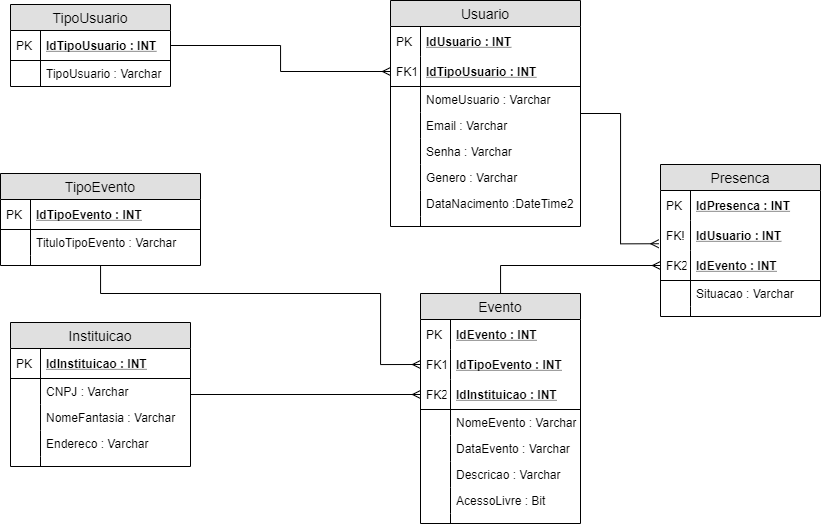 TipoUsuario
PK IdTipoUsuario : INT
TipoUsuario : Varchar
Usuario
PK IdUsuario : INT
FK1 IdTipoUsuario : INT
NomeUsuario : Varchar
Email : Varchar
Senha : Varchar
Genero : Varchar
DataNacimento :DateTime2
TipoEvento
PK IdTipoEvento : INT
TituloTipoEvento : Varchar
Presenca
PK IdPresenca : INT
FK! IdUsuario : INT
FK2 IdEvento : INT
Situacao : Varchar
Instituicao
PK IdInstituicao : INT
CNPJ : Varchar
NomeFantasia : Varchar
Endereco : Varchar
Evento
PK IdEvento : INT
FK1 IdTipoEvento : INT
FK2 IdInstituicao : INT
NomeEvento : Varchar
DataEvento : Varchar
Descricao : Varchar
AcessoLivre : Bit